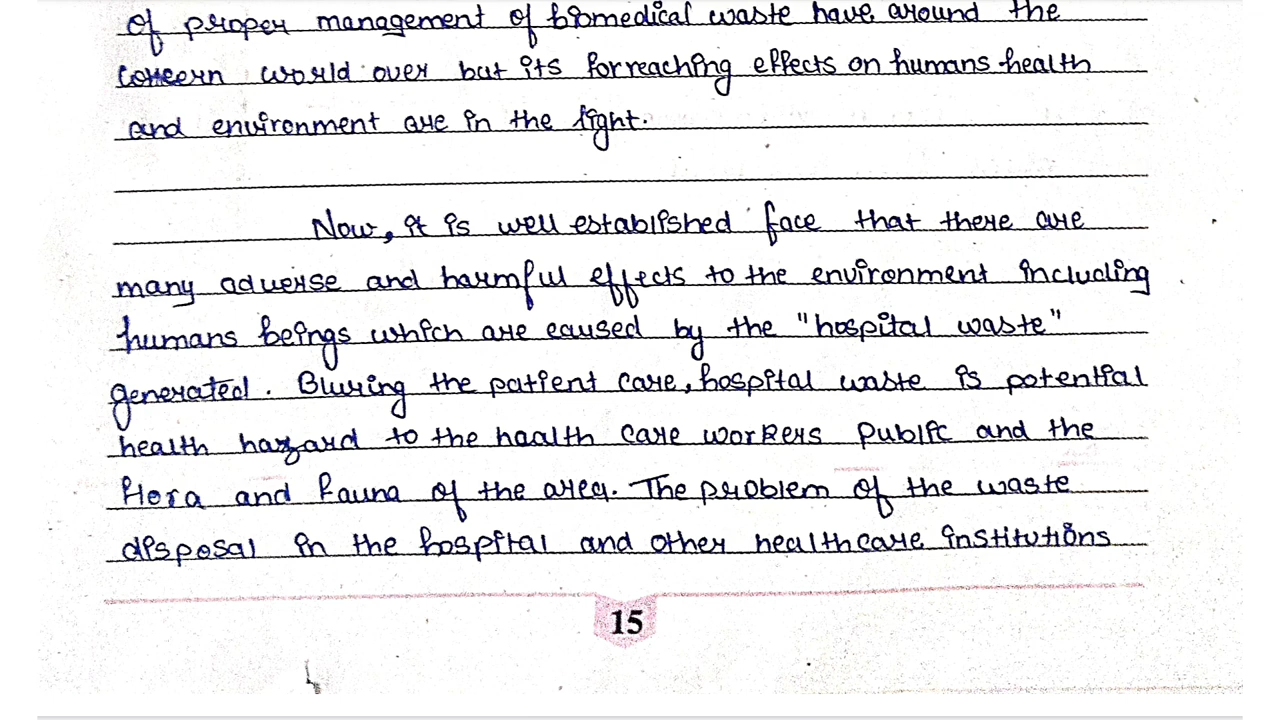 of proper management of biomedical waste have around the
concern world over but its forreaching effects on humans health
and environment are in the light.
Now, it is well established face that there are
many adverse and harmful effects to the environment including
humans beings which are caused by the "hospital waste"
generated. Bluring the patient care, hospital waste is potential
health hazard to the haalth care workers public and the
flora and fauna of the area. The problem of the waste
disposal in the hospital and other healthcare institutions
15